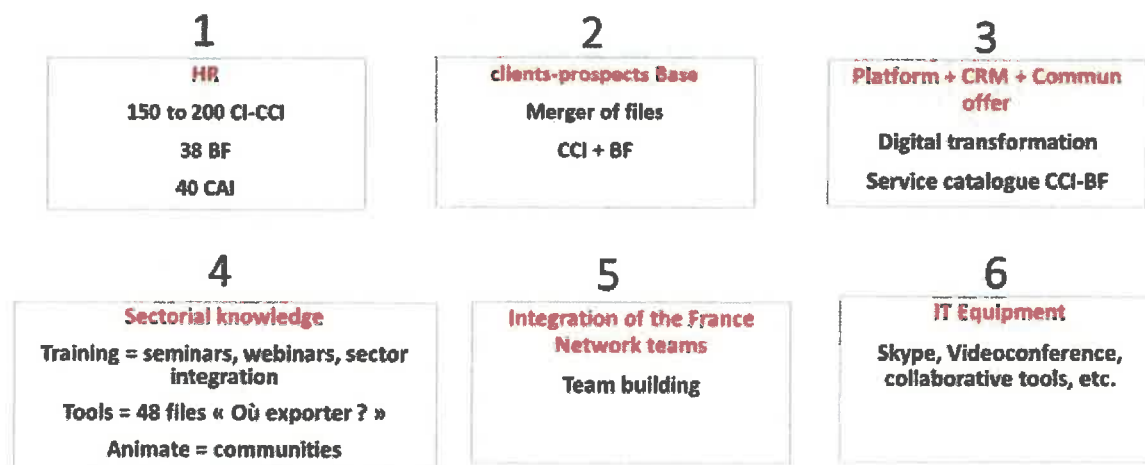 1
HR
150 to 200 CI-CCI
38 BF
40 CAI
2
clients-prospects Base
Merger of files
CCI + BF
3
Platform + CRM + Commun
offer
Digital transformation
Service catalogue CCI-BF
4
Sectorial knowledge
Training = seminars, webinars, sector
integration
Tools = 48 files « Où exporter ? »
Animate = communities
5
Integration of the France
Network teams
Team building
6
IT Equipment
Skype, Videoconference,
collaborative tools, etc.